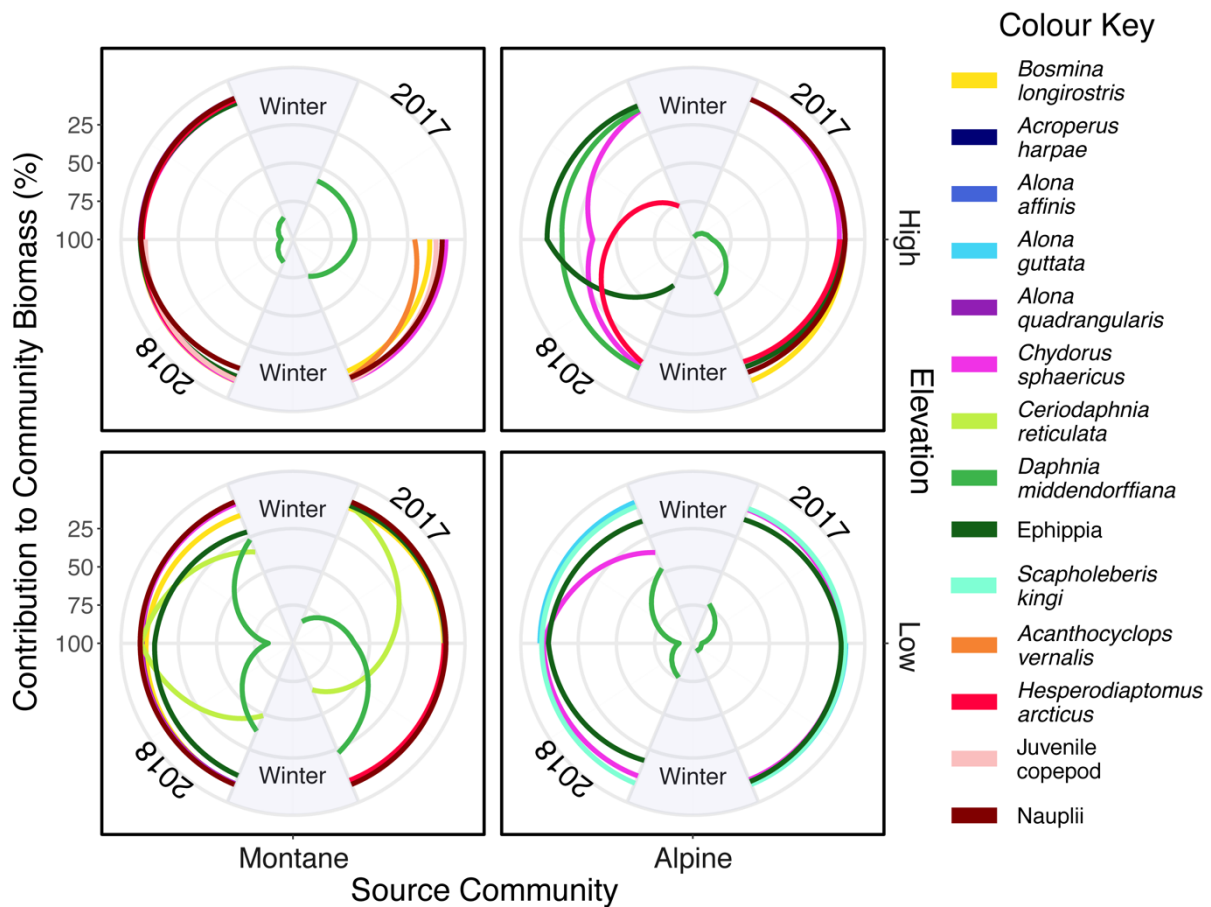 Contribution to Community Biomass (%)
25
50
75
100
Winter
2017
2018
Winter
Winter
2017
2018
Winter
High
25
50
75
100
Winter
2017
2018
Winter
Winter
2017
2018
Winter
Low
Elevation
Montane
Alpine
Source Community
Colour Key
Bosmina
longirostris
Acroperus
harpae
Alona
affinis
Alona
guttata
Alona
quadrangularis
Chydorus
sphaericus
Ceriodaphnia
reticulata
Daphnia
middendorffiana
Ephippia
Scapholeberis
kingi
Acanthocyclops
vernalis
Hesperodiaptomus
arcticus
Juvenile
copepod
Nauplii